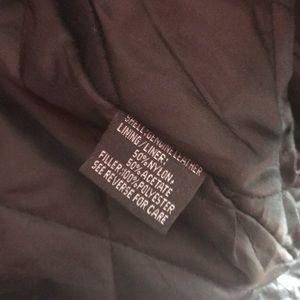 SHELL: GENUINE LEATHER
LINING/LINER:
50% NYLON,
50% ACETATE
FILLER: 100% POLYESTER
SEE REVERSE FOR CARE